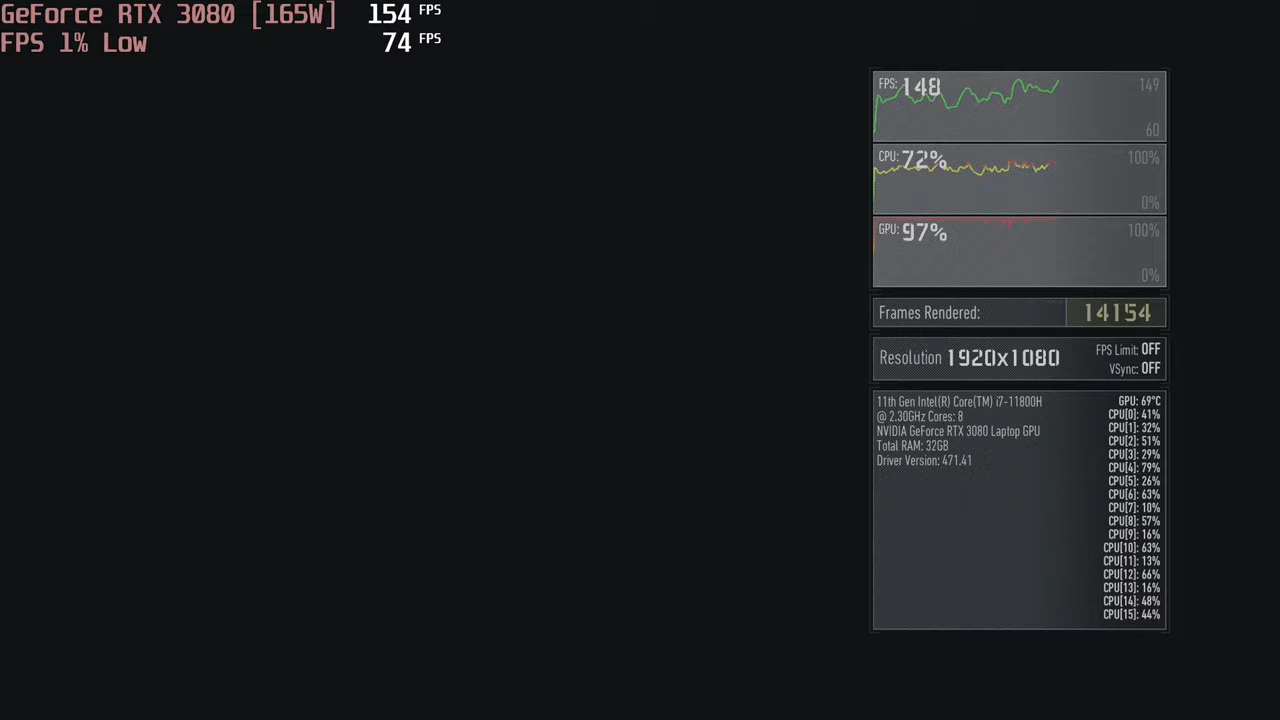 GeForce RTX 3080 [165W] 154 FPS
FPS 1% Low 74 FPS
FPS: 148 149
60
CPU: 72% 100%
0%
GPU: 97% 100%
0%
Frames Rendered: 14154
Resolution 1920x1080 FPS Limit: OFF
VSync: OFF
11th Gen Intel(R) Core(TM) i7-11800H GPU: 69°C
@ 2.30GHz Cores: 8 CPU[0]: 41%
NVIDIA GeForce RTX 3080 Laptop GPU CPU[1]: 32%
Total RAM: 32GB CPU[2]: 51%
Driver Version: 471.41 CPU[3]: 29%
CPU[4]: 79%
CPU[5]: 26%
CPU[6]: 63%
CPU[7]: 10%
CPU[8]: 57%
CPU[9]: 16%
CPU[10]: 63%
CPU[11]: 13%
CPU[12]: 66%
CPU[13]: 16%
CPU[14]: 48%
CPU[15]: 44%